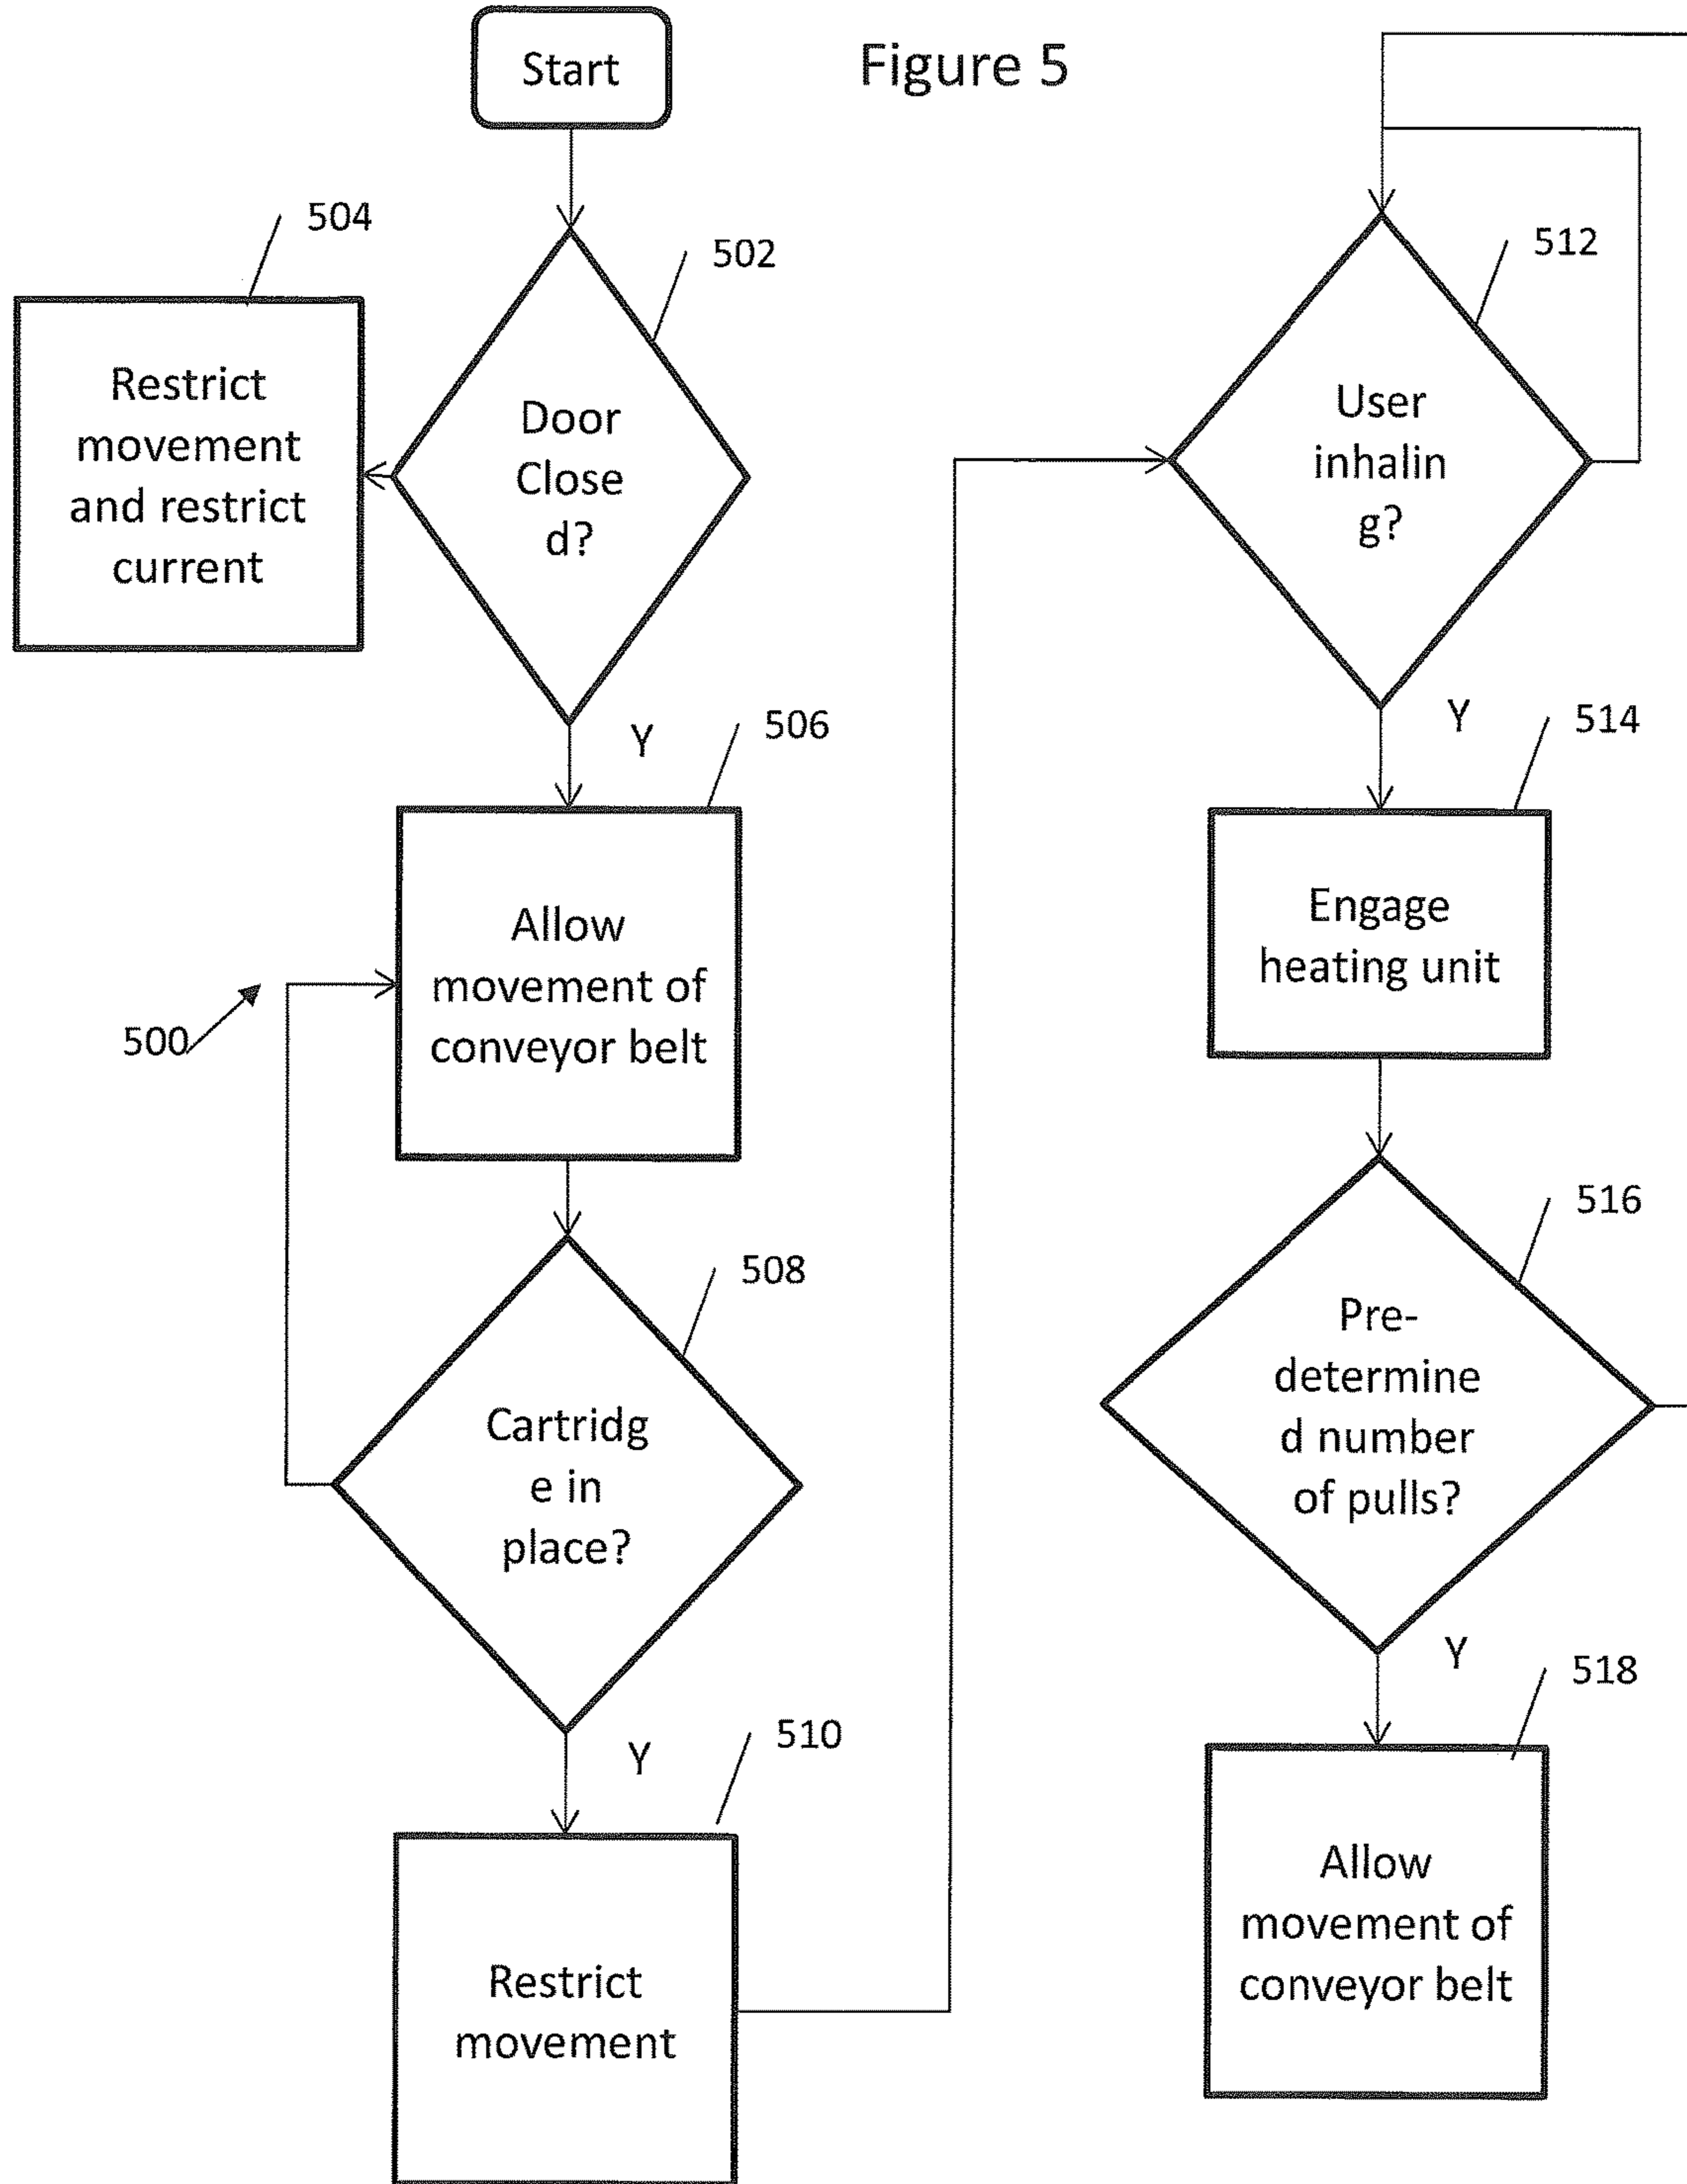 Start
Figure 5
504
502
Restrict
movement
and restrict
current
Door
Close
d?
Y
506
Allow
movement of
conveyor belt
500
508
Cartridg
e in
place?
Y
510
Restrict
movement
512
User
inhalin
g?
Y
514
Engage
heating unit
516
Pre-
determine
d number
of pulls?
Y
518
Allow
movement of
conveyor belt